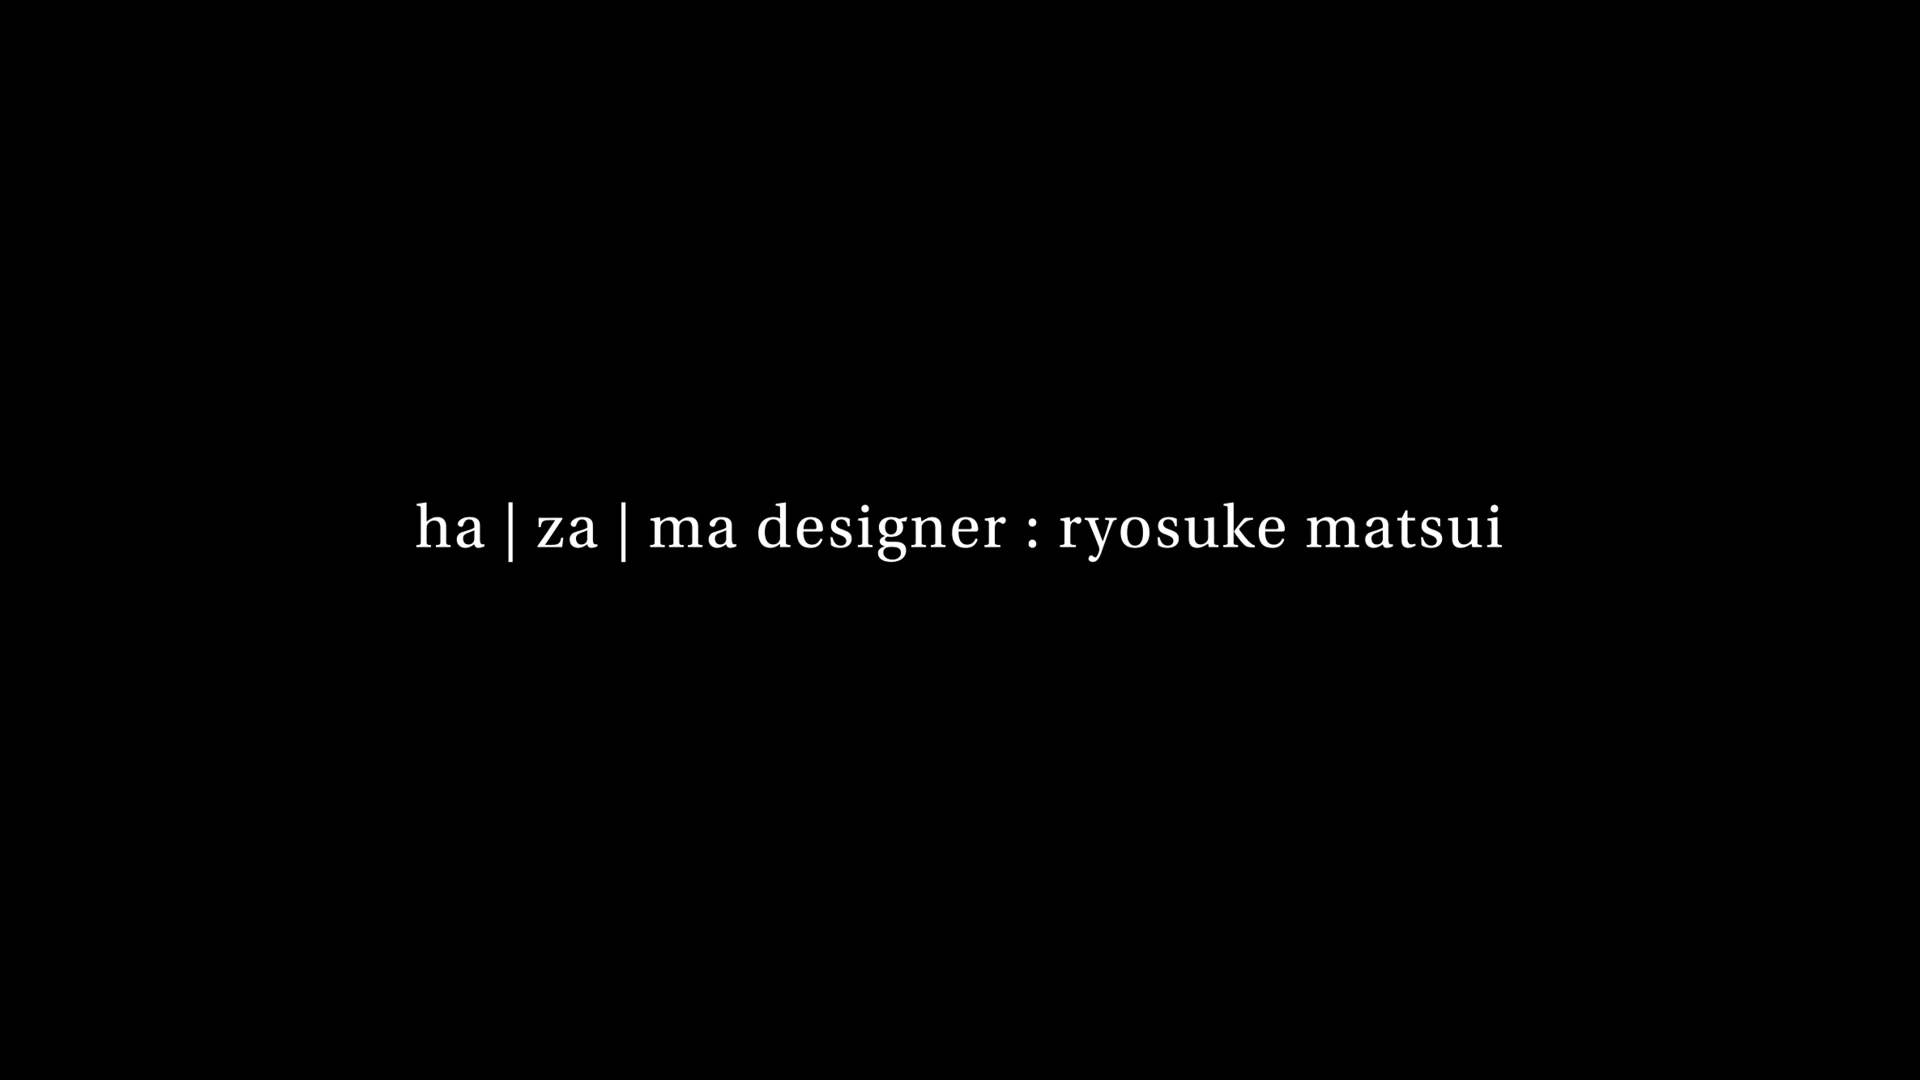 ha | za | ma designer : ryosuke matsui